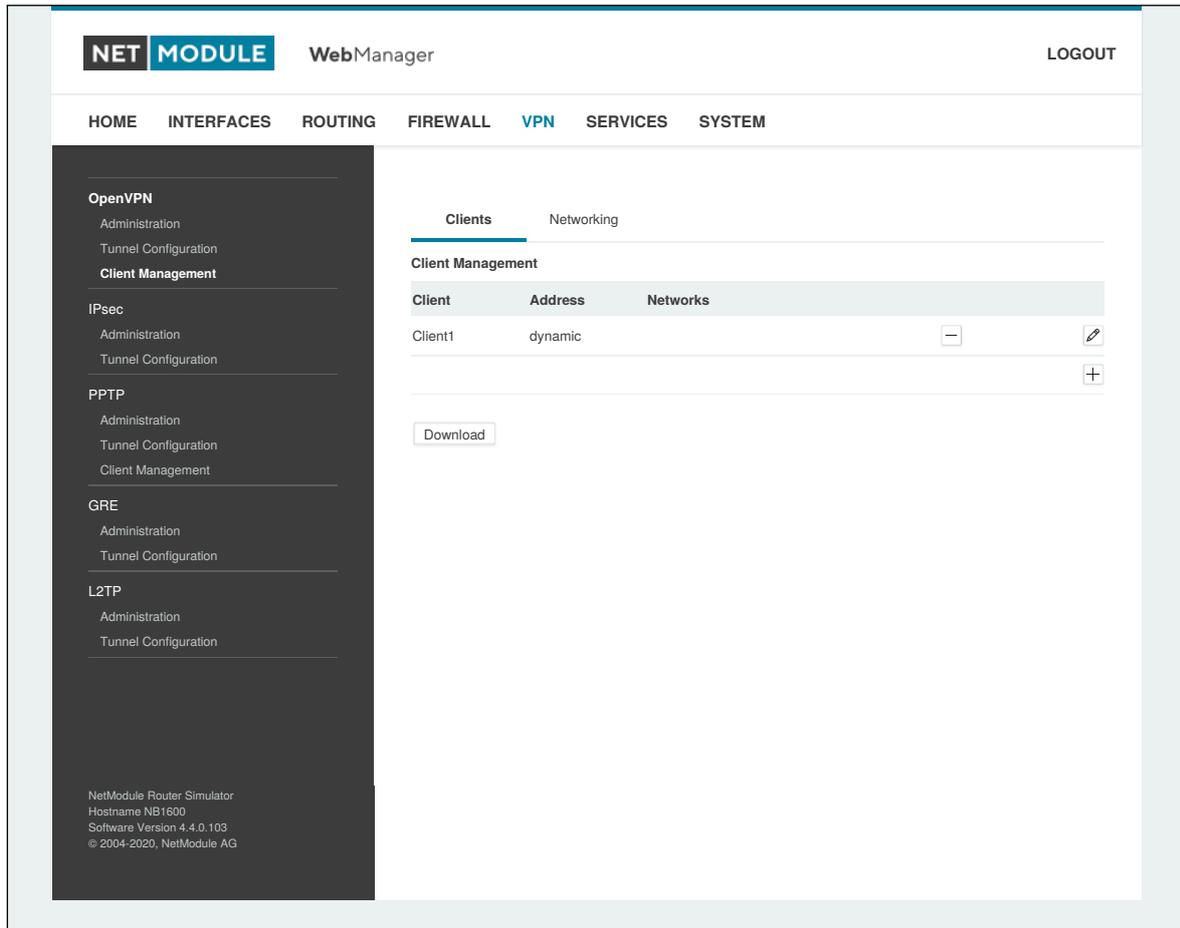 NET MODULE WebManager LOGOUT
HOME INTERFACES ROUTING FIREWALL VPN SERVICES SYSTEM
OpenVPN
Administration
Tunnel Configuration
Client Management
IPsec
Administration
Tunnel Configuration
PPTP
Administration
Tunnel Configuration
Client Management
GRE
Administration
Tunnel Configuration
L2TP
Administration
Tunnel Configuration
NetModule Router Simulator
Hostname NB1600
Software Version 4.4.0.103
© 2004-2020, NetModule AG
Clients Networking
Client Management
Client Address Networks
Client1 dynamic
Download